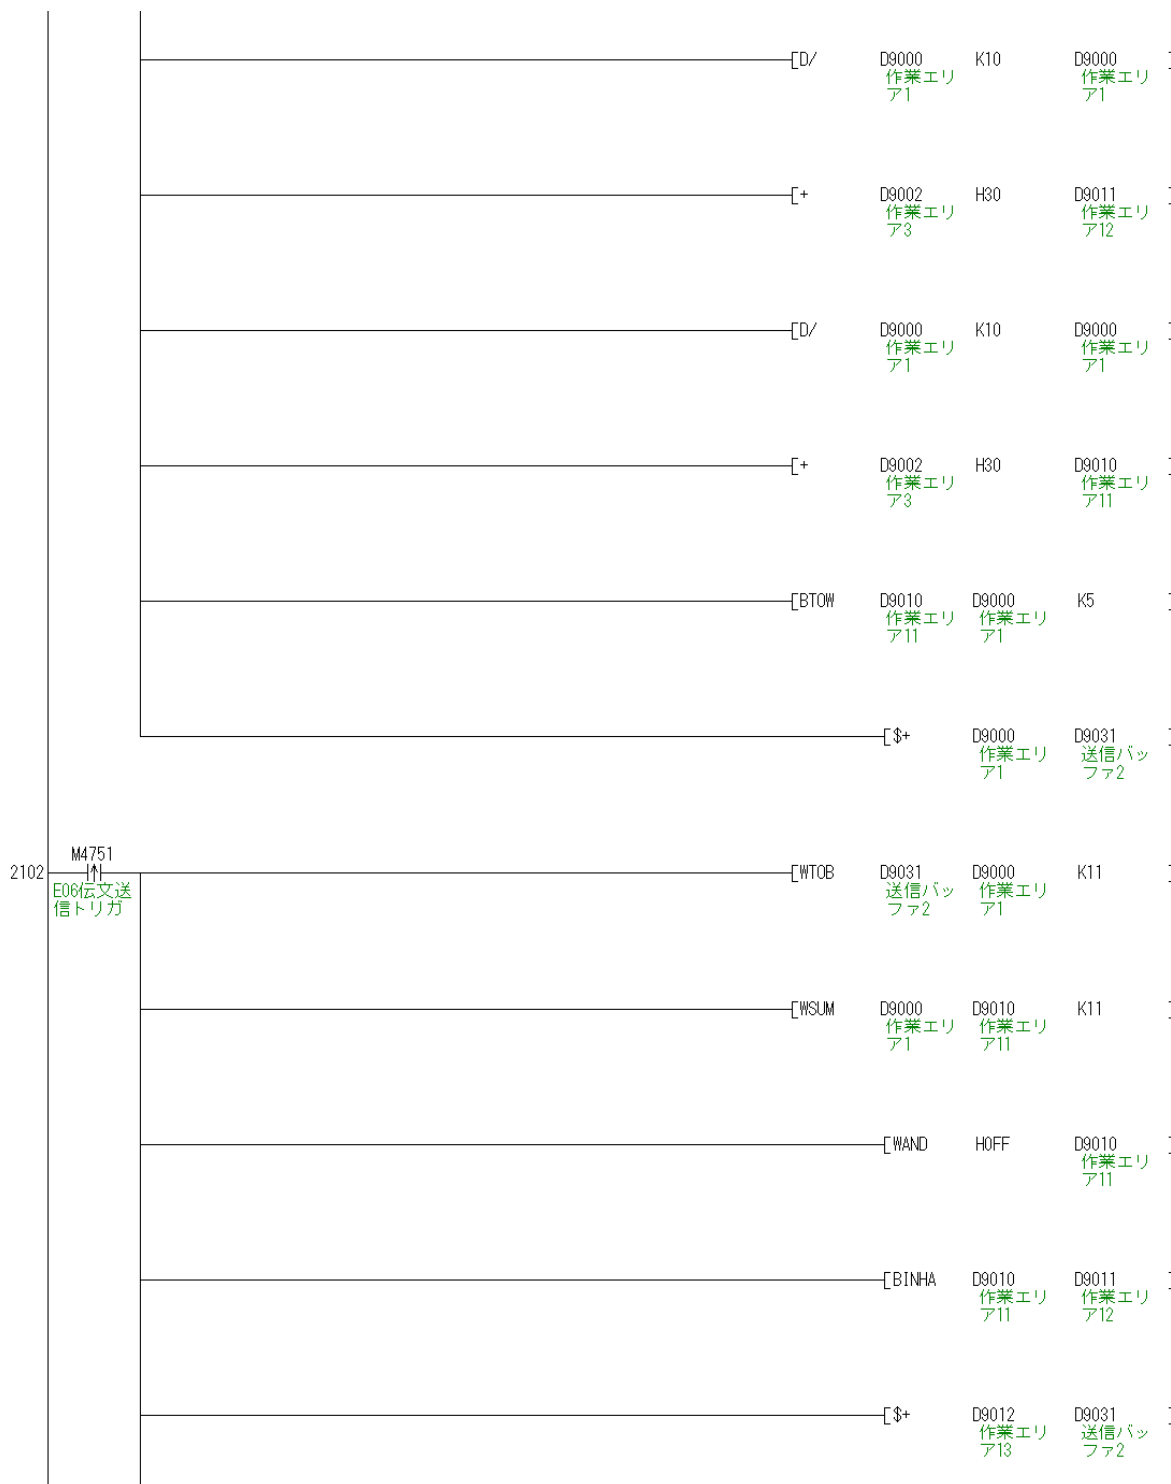 [D/ D9000 K10 D9000 ]
作業エリ 作業エリ
ア1 ア1
[+ D9002 H30 D9011 ]
作業エリ 作業エリ
ア3 ア12
[D/ D9000 K10 D9000 ]
作業エリ 作業エリ
ア1 ア1
[+ D9002 H30 D9010 ]
作業エリ 作業エリ
ア3 ア11
[BTOW D9010 D9000 K5 ]
作業エリ 作業エリ
ア11 ア1
[$+ D9000 D9031 ]
作業エリ 送信バッ
ア1 ファ2
M4751
2102 [WTOB D9031 D9000 K11 ]
E06伝文送 送信バッ 作業エリ
信トリガ ファ2 ア1
[WSUM D9000 D9010 K11 ]
作業エリ 作業エリ
ア1 ア11
[WAND H0FF D9010 ]
作業エリ
ア11
[BINHA D9010 D9011 ]
作業エリ 作業エリ
ア11 ア12
[$+ D9012 D9031 ]
作業エリ 送信バッ
ア13 ファ2